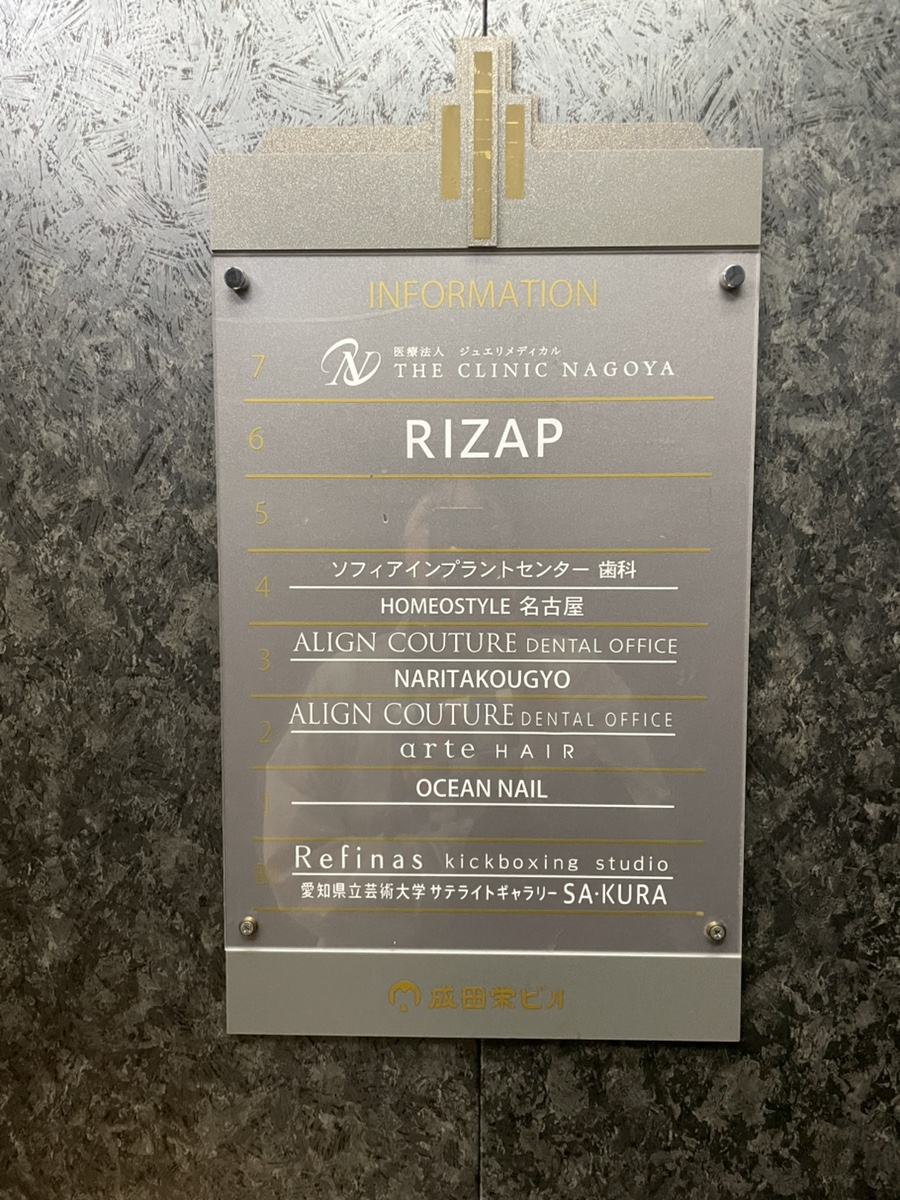 INFORMATION
7
医療法人 ジュエリメディカル
THE CLINIC NAGOYA
6
RIZAP
5
4
ソフィアインプラントセンター 歯科
HOMEOSTYLE 名古屋
3
ALIGN COUTURE DENTAL OFFICE
NARITAKOUGYO
2
ALIGN COUTURE DENTAL OFFICE
arte HAIR
1
OCEAN NAIL
Refinas kickboxing studio
愛知県立芸術大学 サテライトギャラリー SA・KURA
成田栄ビル